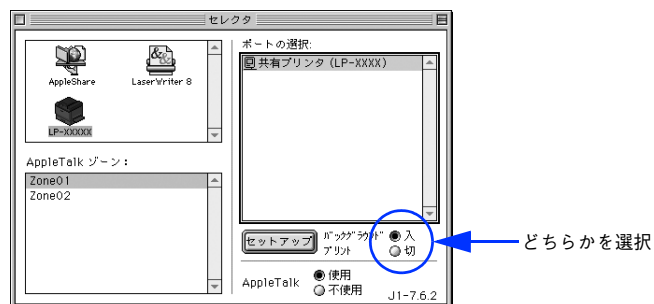 セレクタ
AppleShare
LaserWriter 8
LP-XXXXX
AppleTalk ゾーン：
Zone01
Zone02
ポートの選択:
共有プリンタ (LP-XXXX)
セットアップ
ﾊﾞｯｸｸﾞﾗｳﾝﾄﾞ
ﾌﾟﾘﾝﾄ
入
切
どちらかを選択
AppleTalk
使用
不使用
J1-7.6.2